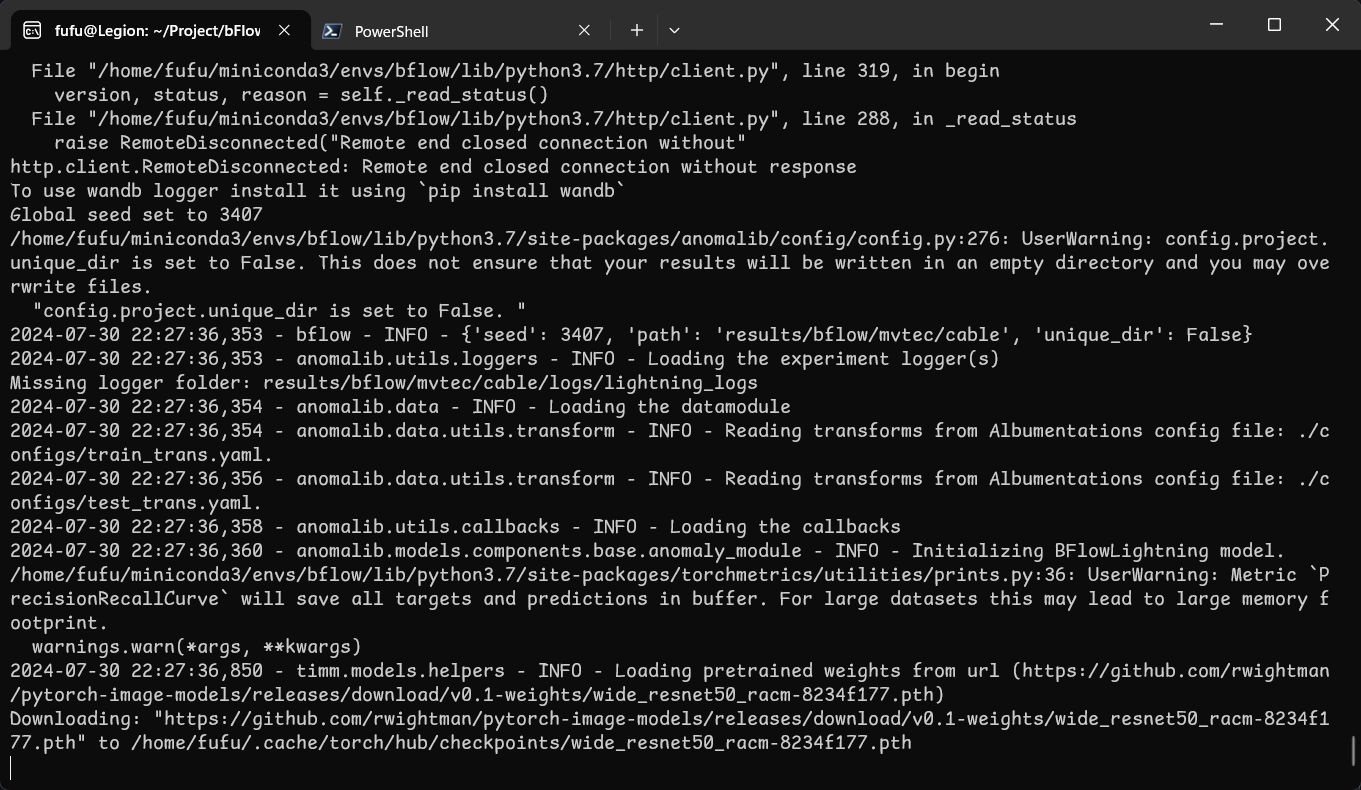 fufu@Legion: ~/Project/bFlow
PowerShell
File "/home/fufu/miniconda3/envs/bflow/lib/python3.7/http/client.py", line 319, in begin
version, status, reason = self._read_status()
File "/home/fufu/miniconda3/envs/bflow/lib/python3.7/http/client.py", line 288, in _read_status
raise RemoteDisconnected("Remote end closed connection without"
http.client.RemoteDisconnected: Remote end closed connection without response
To use wandb logger install it using `pip install wandb`
Global seed set to 3407
/home/fufu/miniconda3/envs/bflow/lib/python3.7/site-packages/anomalib/config/config.py:276: UserWarning: config.project.
unique_dir is set to False. This does not ensure that your results will be written in an empty directory and you may ove
rwrite files.
"config.project.unique_dir is set to False. "
2024-07-30 22:27:36,353 - bflow - INFO - {'seed': 3407, 'path': 'results/bflow/mvtec/cable', 'unique_dir': False}
2024-07-30 22:27:36,353 - anomalib.utils.loggers - INFO - Loading the experiment logger(s)
Missing logger folder: results/bflow/mvtec/cable/logs/lightning_logs
2024-07-30 22:27:36,354 - anomalib.data - INFO - Loading the datamodule
2024-07-30 22:27:36,354 - anomalib.data.utils.transform - INFO - Reading transforms from Albumentations config file: ./c
onfigs/train_trans.yaml.
2024-07-30 22:27:36,356 - anomalib.data.utils.transform - INFO - Reading transforms from Albumentations config file: ./c
onfigs/test_trans.yaml.
2024-07-30 22:27:36,358 - anomalib.utils.callbacks - INFO - Loading the callbacks
2024-07-30 22:27:36,360 - anomalib.models.components.base.anomaly_module - INFO - Initializing BFlowLightning model.
/home/fufu/miniconda3/envs/bflow/lib/python3.7/site-packages/torchmetrics/utilities/prints.py:36: UserWarning: Metric `P
recisionRecallCurve` will save all targets and predictions in buffer. For large datasets this may lead to large memory f
ootprint.
warnings.warn(*args, **kwargs)
2024-07-30 22:27:36,850 - timm.models.helpers - INFO - Loading pretrained weights from url (https://github.com/rwightman
/pytorch-image-models/releases/download/v0.1-weights/wide_resnet50_racm-8234f177.pth)
Downloading: "https://github.com/rwightman/pytorch-image-models/releases/download/v0.1-weights/wide_resnet50_racm-8234f1
77.pth" to /home/fufu/.cache/torch/hub/checkpoints/wide_resnet50_racm-8234f177.pth